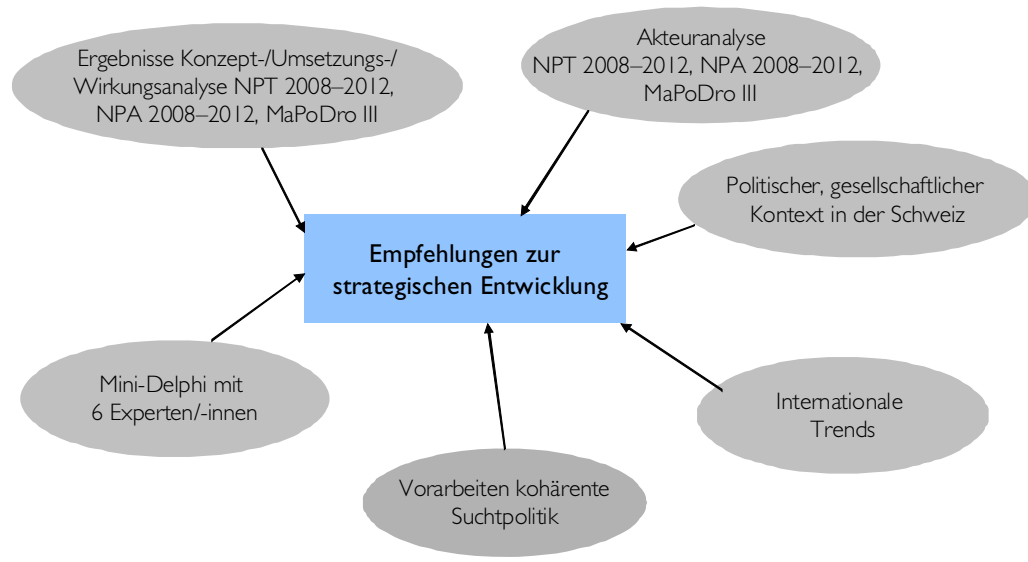 Ergebnisse Konzept-/Umsetzungs-/
Wirkungsanalyse NPT 2008–2012,
NPA 2008–2012, MaPoDro III
Akteuranalyse
NPT 2008–2012, NPA 2008–2012,
MaPoDro III
Politischer, gesellschaftlicher
Kontext in der Schweiz
Empfehlungen zur
strategischen Entwicklung
Mini-Delphi mit
6 Experten/-innen
Internationale
Trends
Vorarbeiten kohärente
Suchtpolitik